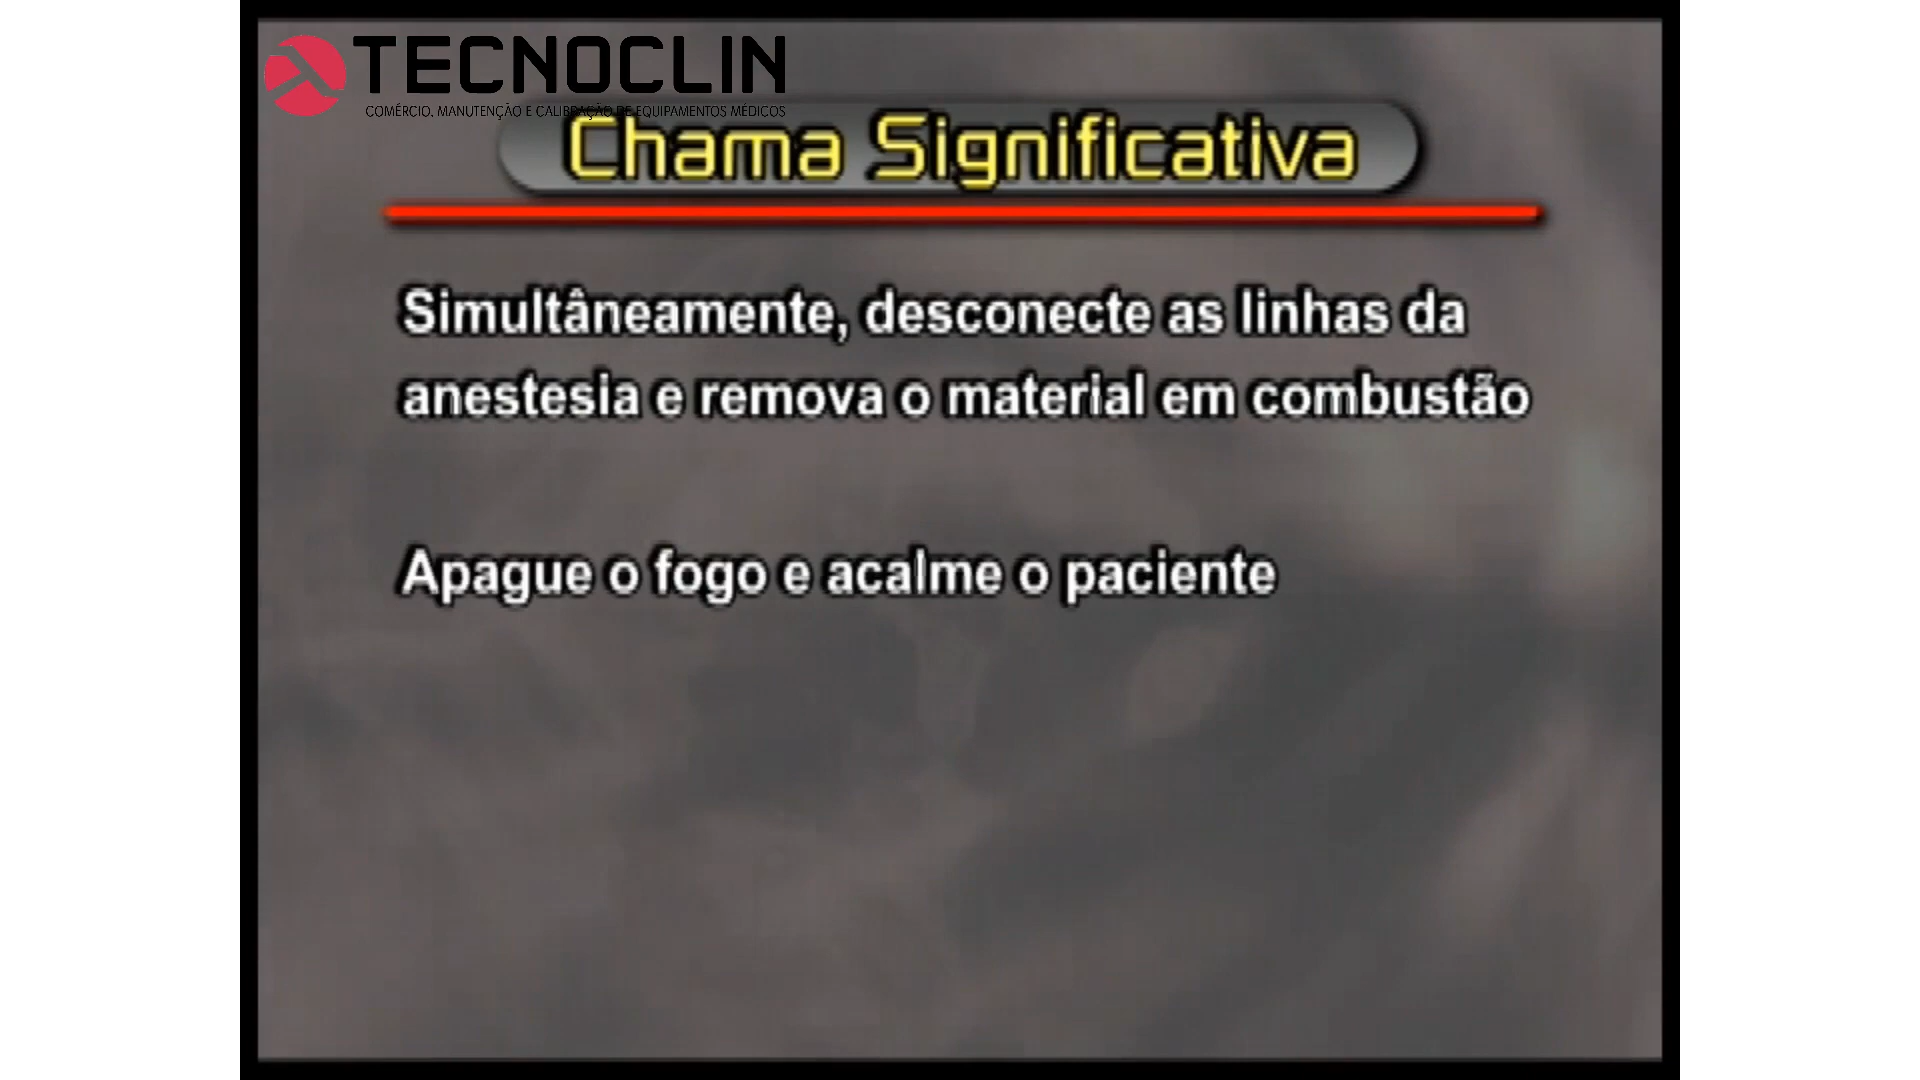 TECNOCLIN
COMÉRCIO, MANUTENÇÃO E CALIBRAÇÃO DE EQUIPAMENTOS MÉDICOS
Chama Significativa
Simultâneamente, desconecte as linhas da
anestesia e remova o material em combustão
Apague o fogo e acalme o paciente